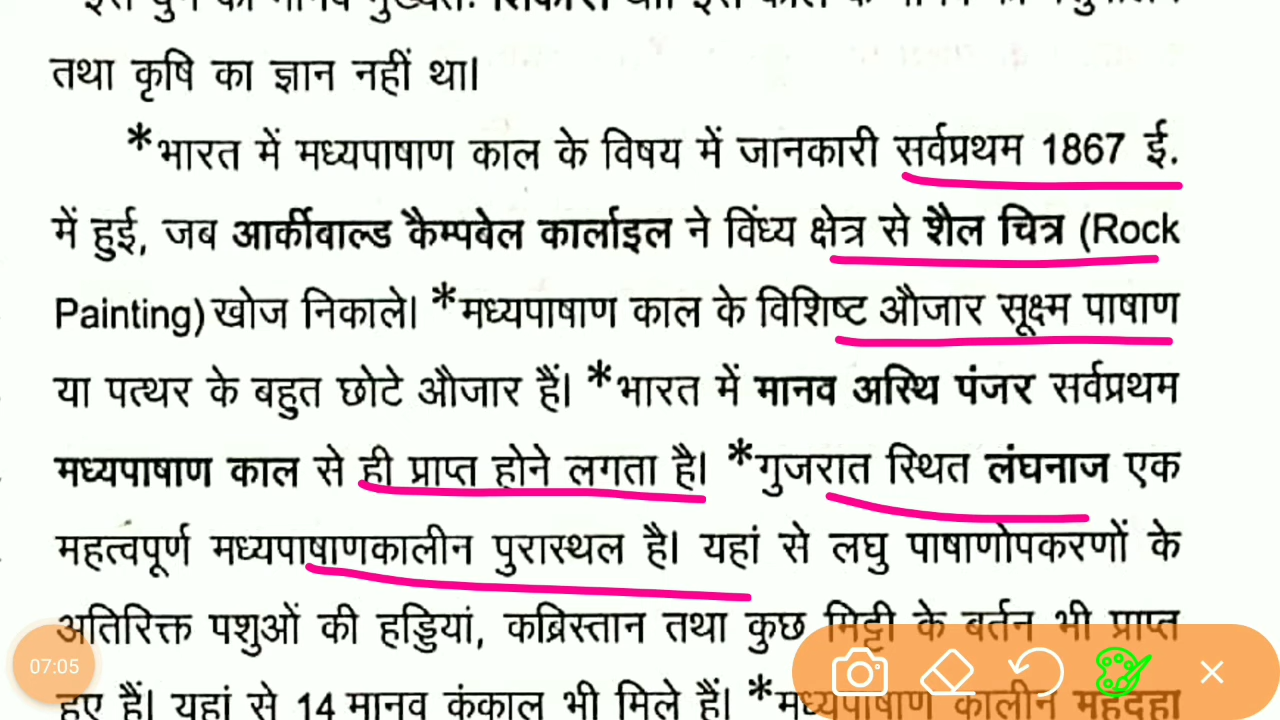 तथा कृषि का ज्ञान नहीं था।
*भारत में मध्यपाषाण काल के विषय में जानकारी सर्वप्रथम 1867 ई.
में हुई, जब आर्कीबाल्ड कैम्पबेल कार्लाइल ने विंध्य क्षेत्र से शैल चित्र (Rock
Painting) खोज निकाले। *मध्यपाषाण काल के विशिष्ट औजार सूक्ष्म पाषाण
या पत्थर के बहुत छोटे औजार हैं। *भारत में मानव अस्थि पंजर सर्वप्रथम
मध्यपाषाण काल से ही प्राप्त होने लगता है। *गुजरात स्थित लंघनाज एक
महत्वपूर्ण मध्यपाषाणकालीन पुरास्थल है। यहां से लघु पाषाणोपकरणों के
अतिरिक्त पशुओं की हड्डियां, कब्रिस्तान तथा कुछ मिट्टी के बर्तन भी प्राप्त
हुए हैं। यहां से 14 मानव कंकाल भी मिले हैं। *मध्यपाषाण कालीन महदहा
07:05